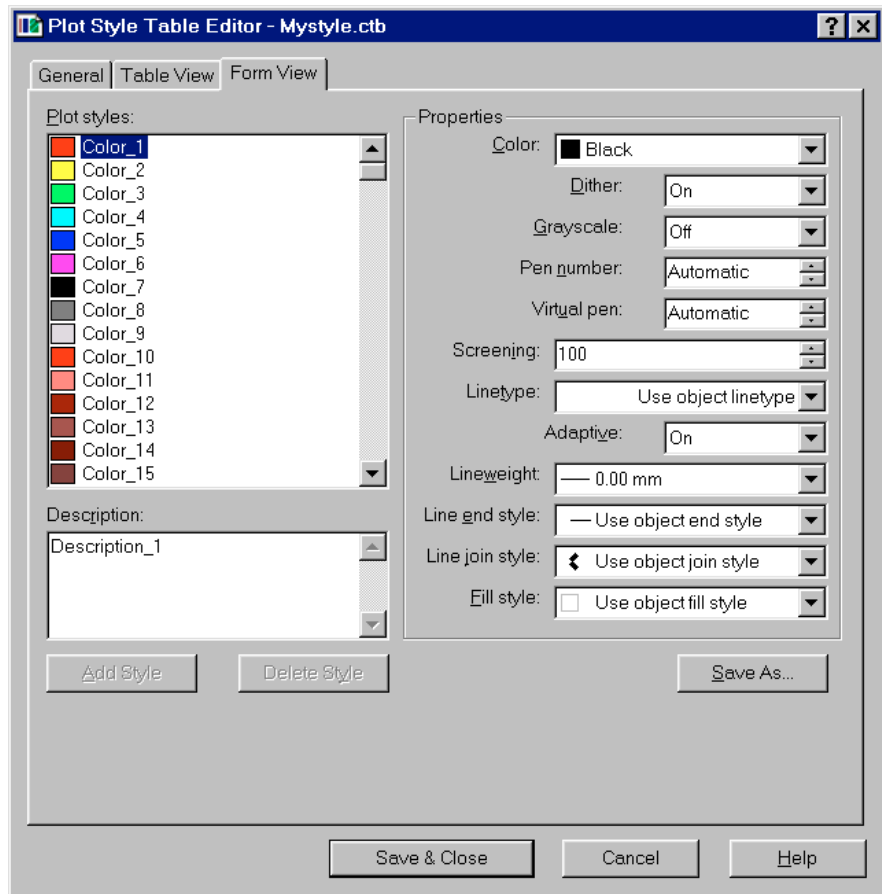 Plot Style Table Editor - Mystyle.ctb
General
Table View
Form View
Plot styles:
Color_1
Color_2
Color_3
Color_4
Color_5
Color_6
Color_7
Color_8
Color_9
Color_10
Color_11
Color_12
Color_13
Color_14
Color_15
Description:
Description_1
Add Style
Delete Style
Properties
Color: Black
Dither: On
Grayscale: Off
Pen number: Automatic
Virtual pen: Automatic
Screening: 100
Linetype: Use object linetype
Adaptive: On
Lineweight: 0.00 mm
Line end style: Use object end style
Line join style: Use object join style
Fill style: Use object fill style
Save As...
Save & Close
Cancel
Help